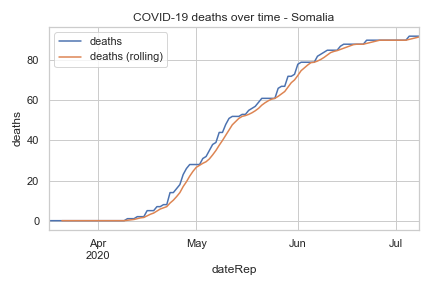 COVID-19 deaths over time - Somalia
deaths
deaths (rolling)
80
60
40
20
0
deaths
Apr
2020
May
Jun
Jul
dateRep